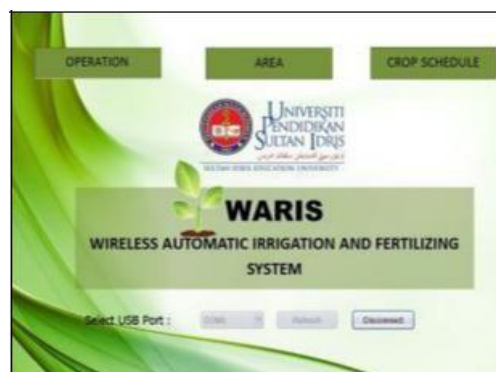 OPERATION
AREA
CROP SCHEDULE
UNIVERSITI
PENDIDIKAN
SULTAN IDRIS
SULTAN IDRIS EDUCATION UNIVERSITY
WARIS
WIRELESS AUTOMATIC IRRIGATION AND FERTILIZING
SYSTEM
Select USB Port :
Refresh
Disconnect